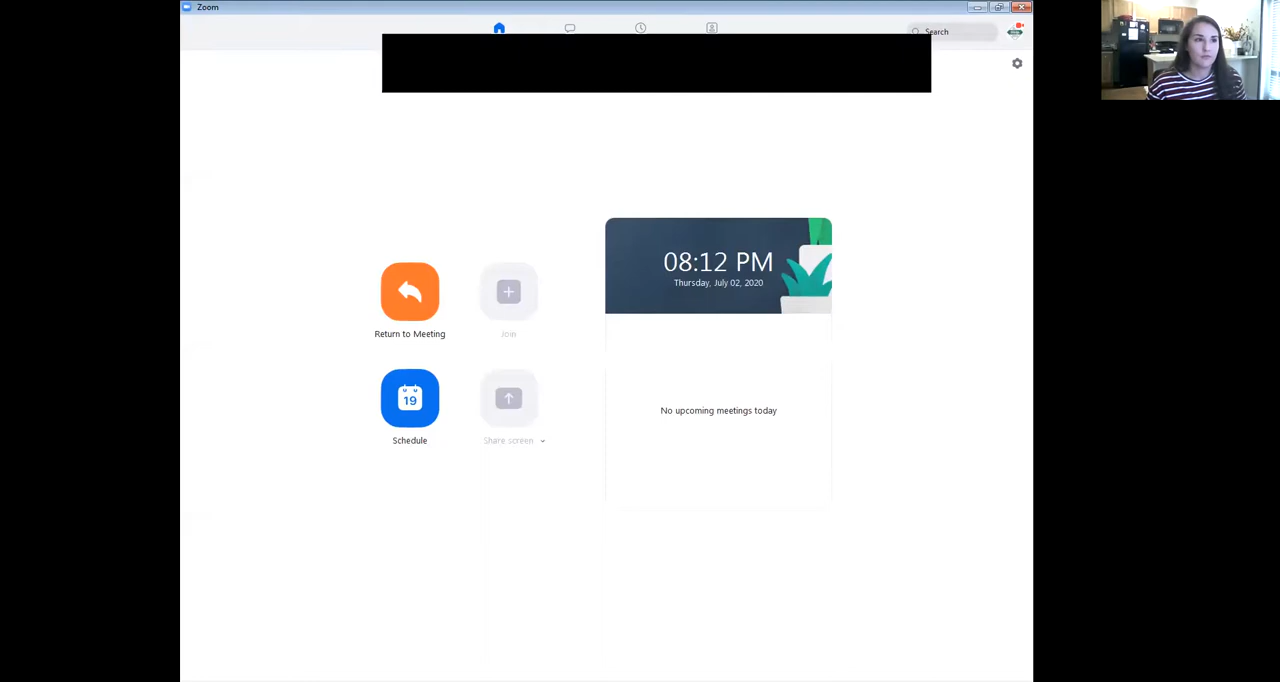 Zoom
Search
08:12 PM
Thursday, July 02, 2020
Return to Meeting
Join
19
No upcoming meetings today
Schedule
Share screen